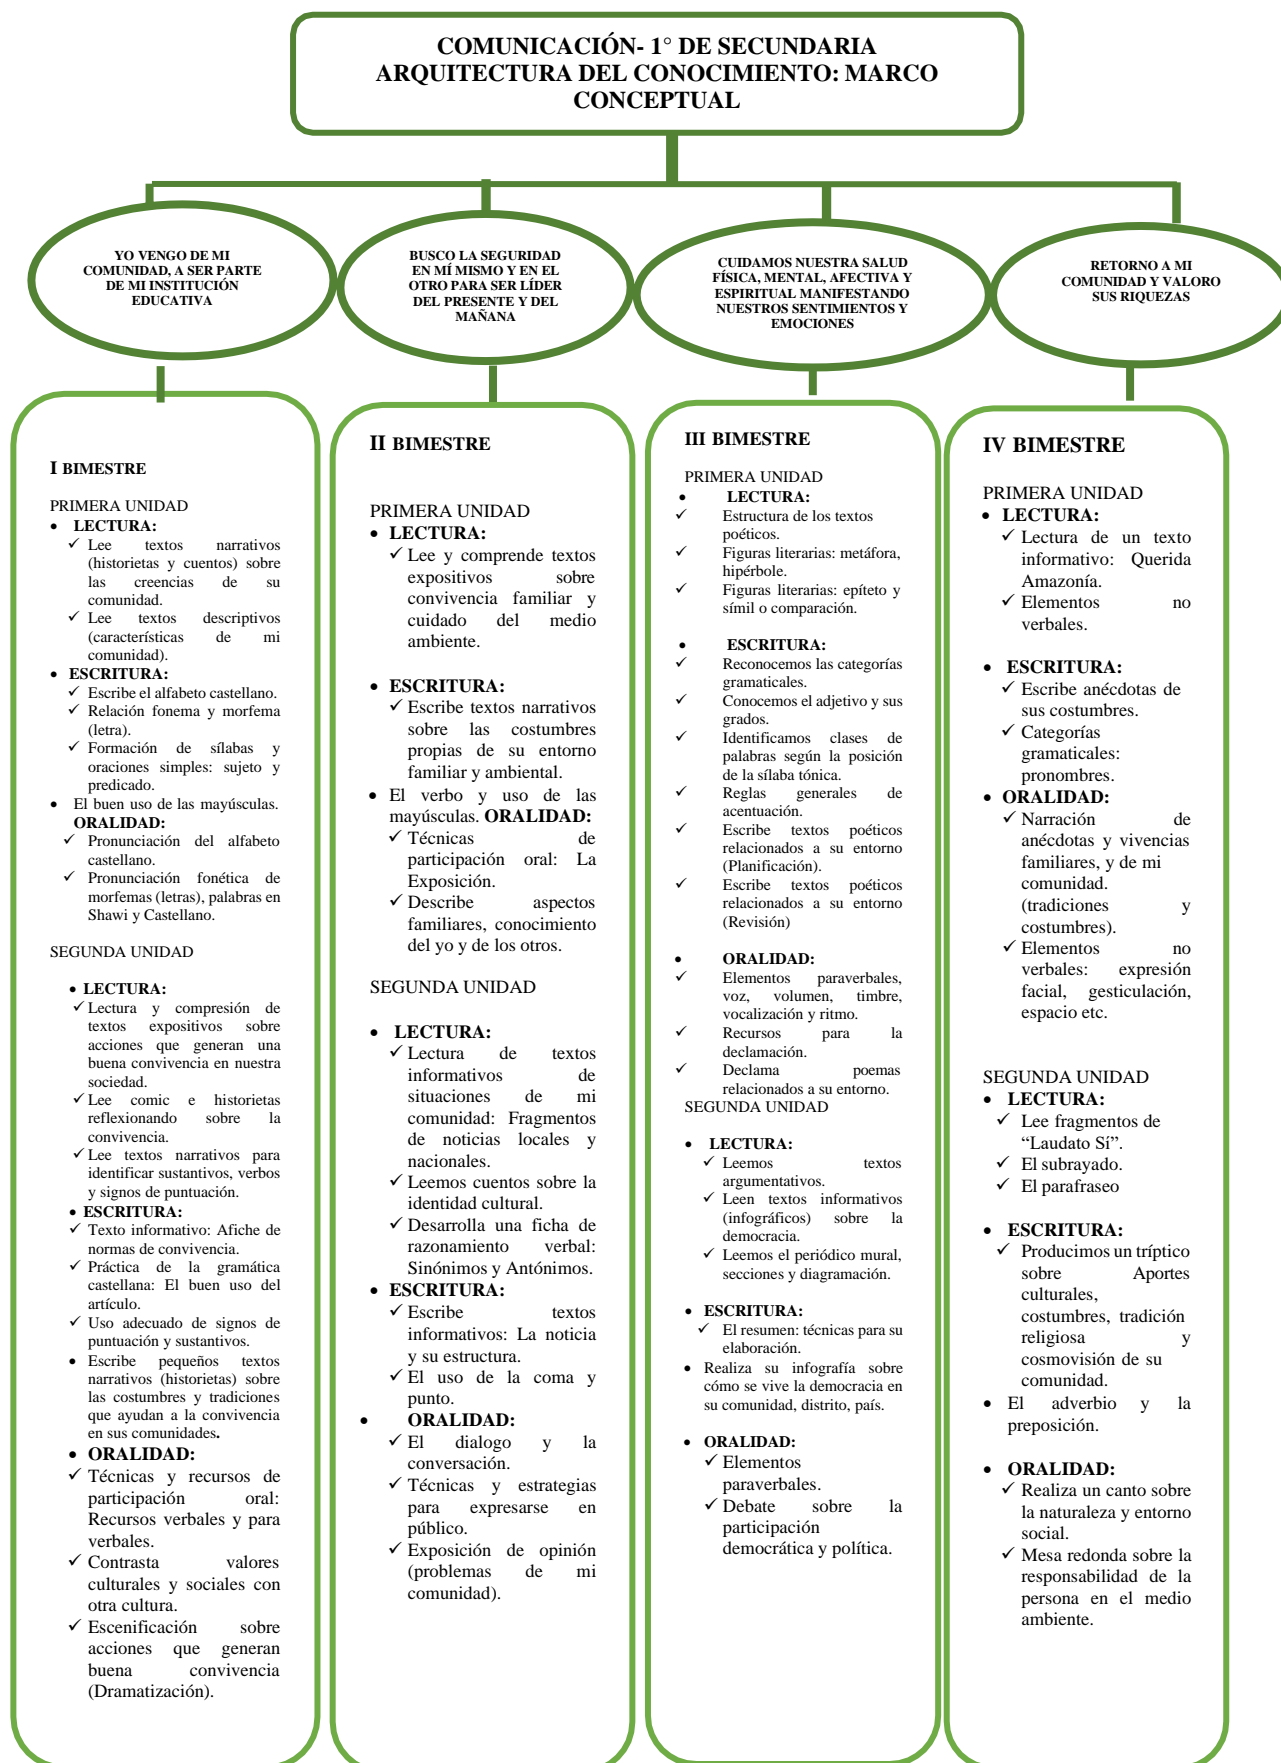 COMUNICACIÓN- 1° DE SECUNDARIA
ARQUITECTURA DEL CONOCIMIENTO: MARCO
CONCEPTUAL
YO VENGO DE MI
COMUNIDAD, A SER PARTE
DE MI INSTITUCIÓN
EDUCATIVA
BUSCO LA SEGURIDAD
EN MÍ MISMO Y EN EL
OTRO PARA SER LÍDER
DEL PRESENTE Y DEL
MAÑANA
CUIDAMOS NUESTRA SALUD
FÍSICA, MENTAL, AFECTIVA Y
ESPIRITUAL MANIFESTANDO
NUESTROS SENTIMIENTOS Y
EMOCIONES
RETORNO A MI
COMUNIDAD Y VALORO
SUS RIQUEZAS
I BIMESTRE
PRIMERA UNIDAD
• LECTURA:
✓ Lee textos narrativos
(historietas y cuentos) sobre
las creencias de su
comunidad.
✓ Lee textos descriptivos
(características de mi
comunidad).
• ESCRITURA:
✓ Escribe el alfabeto castellano.
✓ Relación fonema y morfema
(letra).
✓ Formación de sílabas y
oraciones simples: sujeto y
predicado.
• El buen uso de las mayúsculas.
ORALIDAD:
✓ Pronunciación del alfabeto
castellano.
✓ Pronunciación fonética de
morfemas (letras), palabras en
Shawi y Castellano.
SEGUNDA UNIDAD
• LECTURA:
✓ Lectura y compresión de
textos expositivos sobre
acciones que generan una
buena convivencia en nuestra
sociedad.
✓ Lee comic e historietas
reflexionando sobre la
convivencia.
✓ Lee textos narrativos para
identificar sustantivos, verbos
y signos de puntuación.
• ESCRITURA:
✓ Texto informativo: Afiche de
normas de convivencia.
✓ Práctica de la gramática
castellana: El buen uso del
artículo.
✓ Uso adecuado de signos de
puntuación y sustantivos.
• Escribe pequeños textos
narrativos (historietas) sobre
las costumbres y tradiciones
que ayudan a la convivencia
en sus comunidades.
• ORALIDAD:
✓ Técnicas y recursos de
participación oral:
Recursos verbales y para
verbales.
✓ Contrasta valores
culturales y sociales con
otra cultura.
✓ Escenificación sobre
acciones que generan
buena convivencia
(Dramatización).
II BIMESTRE
PRIMERA UNIDAD
• LECTURA:
✓ Lee y comprende textos
expositivos sobre
convivencia familiar y
cuidado del medio
ambiente.
• ESCRITURA:
✓ Escribe textos narrativos
sobre las costumbres
propias de su entorno
familiar y ambiental.
• El verbo y uso de las
mayúsculas. ORALIDAD:
✓ Técnicas de
participación oral: La
Exposición.
✓ Describe aspectos
familiares, conocimiento
del yo y de los otros.
SEGUNDA UNIDAD
• LECTURA:
✓ Lectura de textos
informativos de
situaciones de mi
comunidad: Fragmentos
de noticias locales y
nacionales.
✓ Leemos cuentos sobre la
identidad cultural.
✓ Desarrolla una ficha de
razonamiento verbal:
Sinónimos y Antónimos.
• ESCRITURA:
✓ Escribe textos
informativos: La noticia
y su estructura.
✓ El uso de la coma y
punto.
• ORALIDAD:
✓ El dialogo y la
conversación.
✓ Técnicas y estrategias
para expresarse en
público.
✓ Exposición de opinión
(problemas de mi
comunidad).
III BIMESTRE
PRIMERA UNIDAD
• LECTURA:
✓ Estructura de los textos
poéticos.
✓ Figuras literarias: metáfora,
hipérbole.
✓ Figuras literarias: epíteto y
símil o comparación.
• ESCRITURA:
✓ Reconocemos las categorías
gramaticales.
✓ Conocemos el adjetivo y sus
grados.
✓ Identificamos clases de
palabras según la posición
de la sílaba tónica.
✓ Reglas generales de
acentuación.
✓ Escribe textos poéticos
relacionados a su entorno
(Planificación).
✓ Escribe textos poéticos
relacionados a su entorno
(Revisión)
• ORALIDAD:
✓ Elementos paraverbales,
voz, volumen, timbre,
vocalización y ritmo.
✓ Recursos para la
declamación.
✓ Declama poemas
relacionados a su entorno.
SEGUNDA UNIDAD
• LECTURA:
✓ Leemos textos
argumentativos.
✓ Leen textos informativos
(infográficos) sobre la
democracia.
✓ Leemos el periódico mural,
secciones y diagramación.
• ESCRITURA:
✓ El resumen: técnicas para su
elaboración.
• Realiza su infografía sobre
cómo se vive la democracia en
su comunidad, distrito, país.
• ORALIDAD:
✓ Elementos
paraverbales.
✓ Debate sobre la
participación
democrática y política.
IV BIMESTRE
PRIMERA UNIDAD
• LECTURA:
✓ Lectura de un texto
informativo: Querida
Amazonía.
✓ Elementos no
verbales.
• ESCRITURA:
✓ Escribe anécdotas de
sus costumbres.
✓ Categorías
gramaticales:
pronombres.
• ORALIDAD:
✓ Narración de
anécdotas y vivencias
familiares, y de mi
comunidad.
(tradiciones y
costumbres).
✓ Elementos no
verbales: expresión
facial, gesticulación,
espacio etc.
SEGUNDA UNIDAD
• LECTURA:
✓ Lee fragmentos de
“Laudato Sí”.
✓ El subrayado.
✓ El parafraseo
• ESCRITURA:
✓ Producimos un tríptico
sobre Aportes
culturales,
costumbres, tradición
religiosa y
cosmovisión de su
comunidad.
• El adverbio y la
preposición.
• ORALIDAD:
✓ Realiza un canto sobre
la naturaleza y entorno
social.
✓ Mesa redonda sobre la
responsabilidad de la
persona en el medio
ambiente.